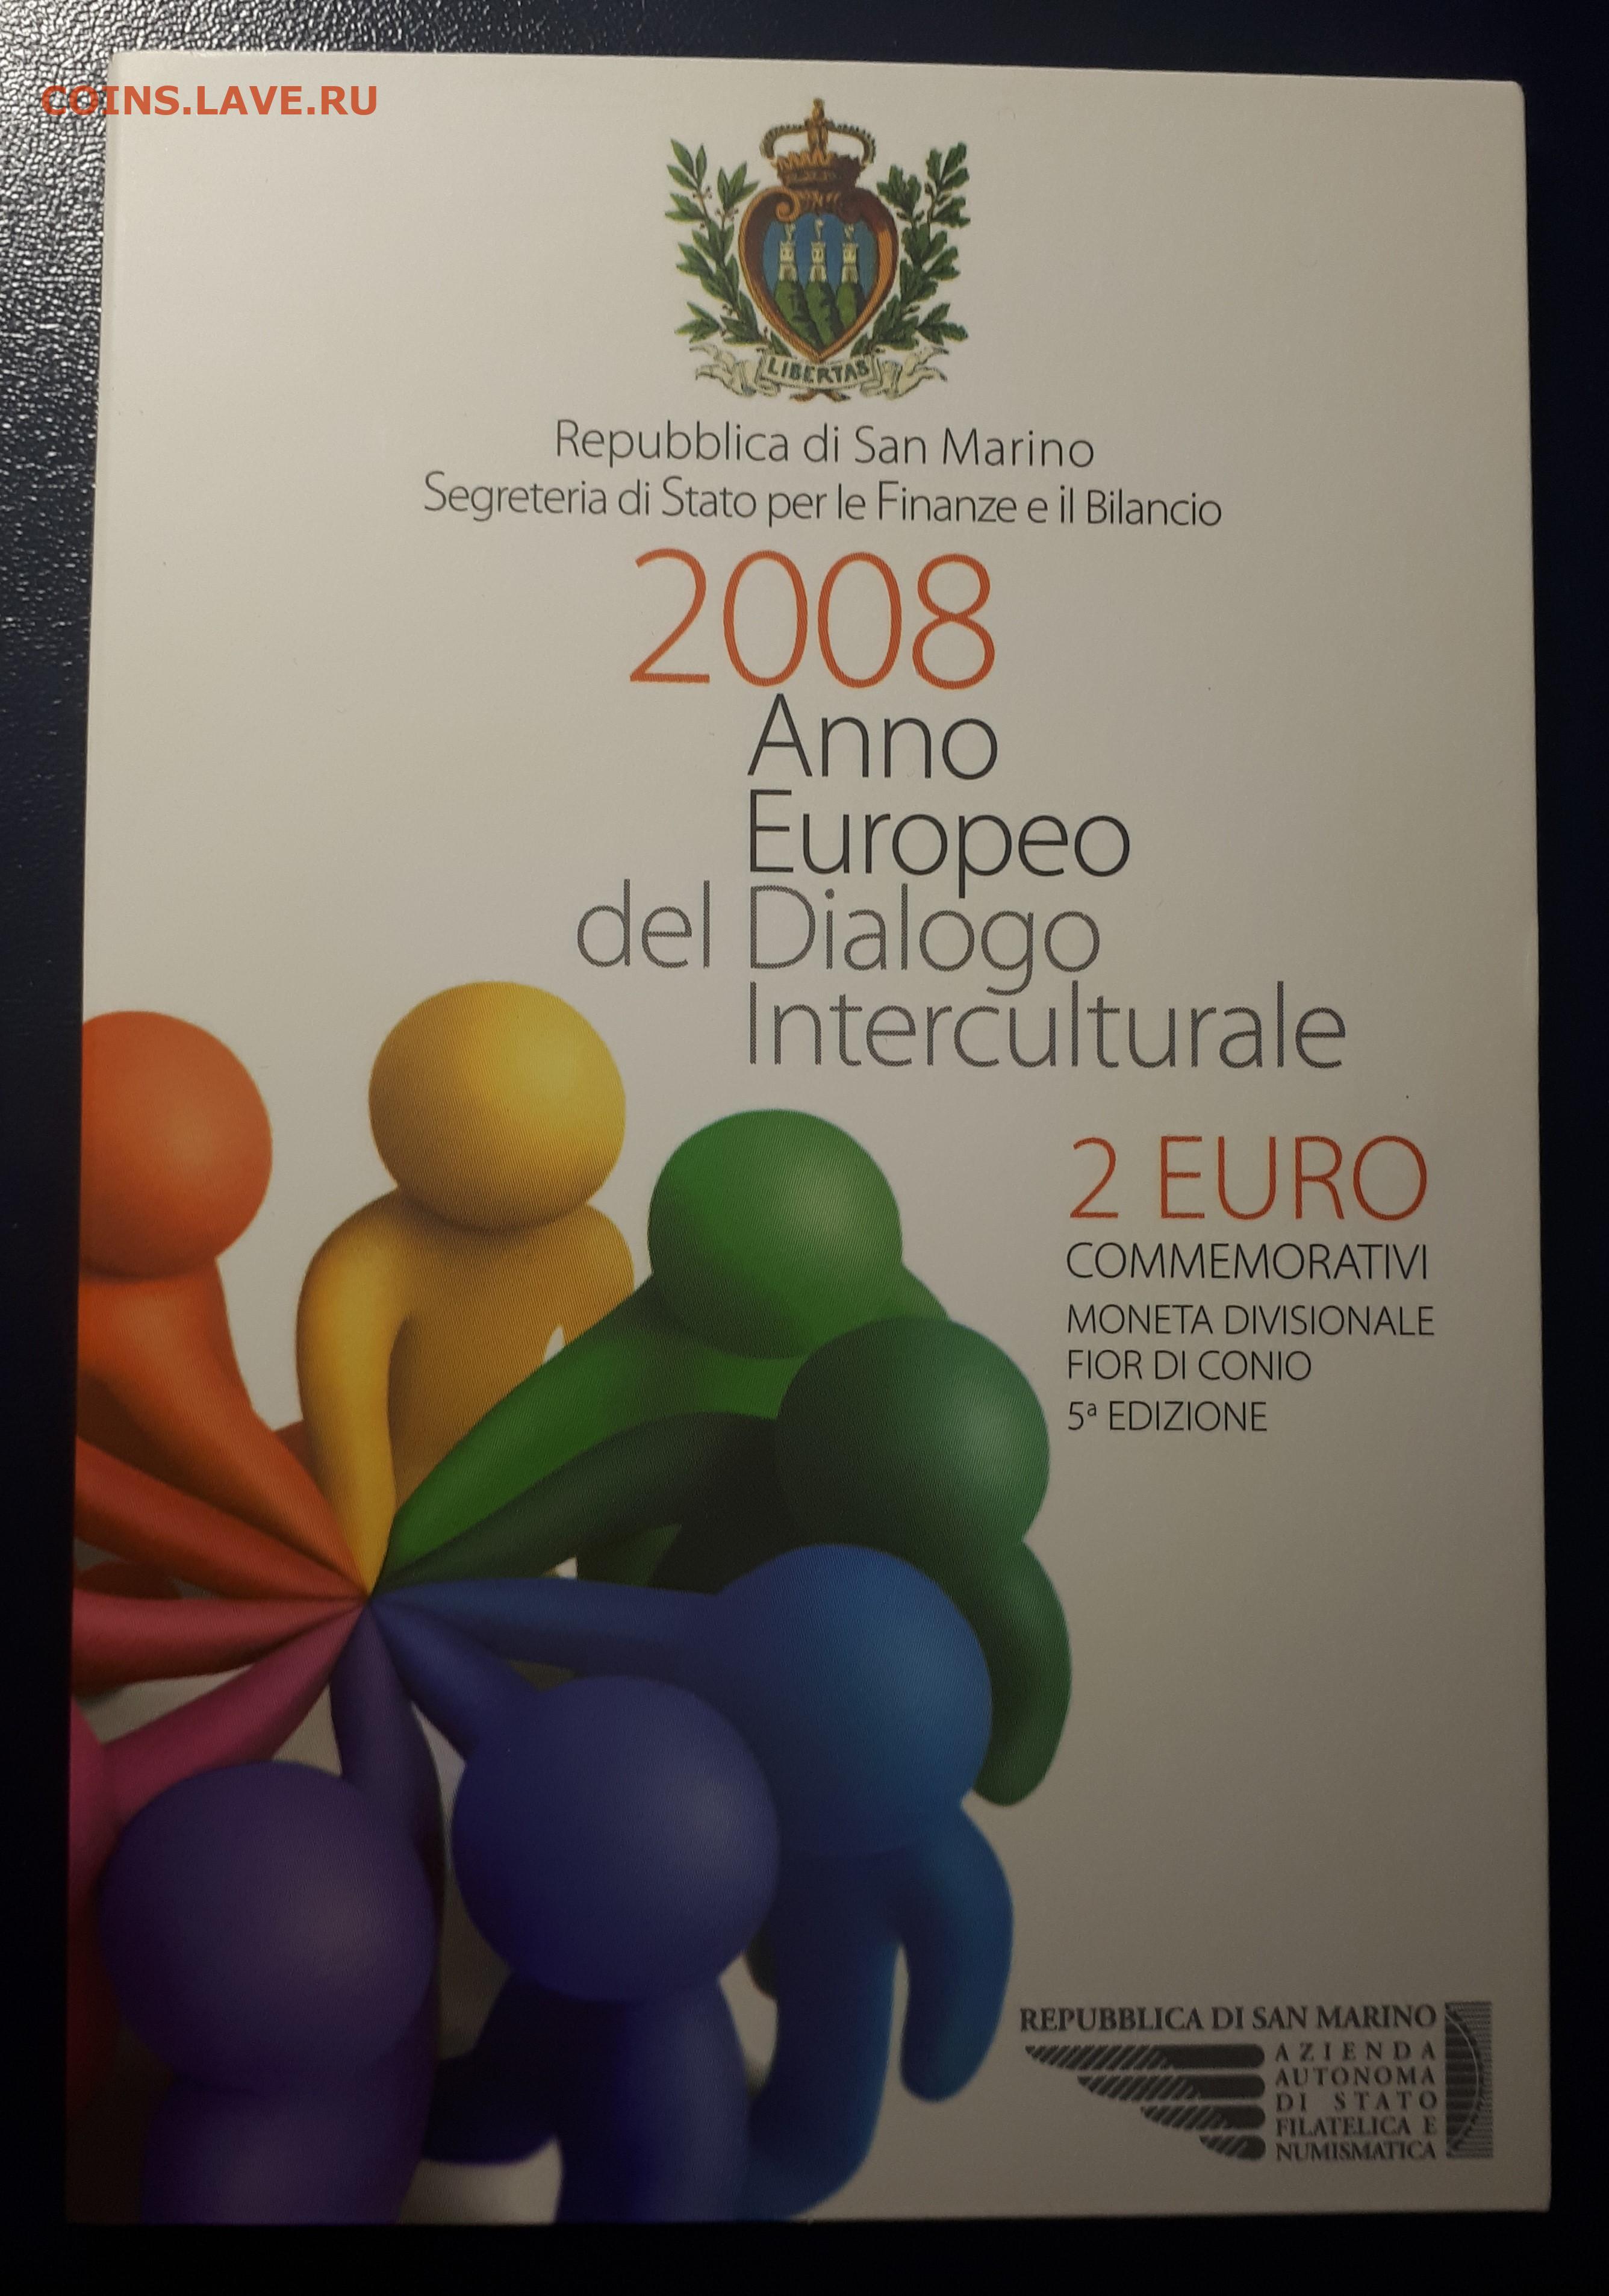 COINS.LAVE.RU
LIBERTAS
Repubblica di San Marino
Segreteria di Stato per le Finanze e il Bilancio
2008
Anno
Europeo
del Dialogo
Interculturale
2 EURO
COMMEMORATIVI
MONETA DIVISIONALE
FIOR DI CONIO
5ª EDIZIONE
REPUBBLICA DI SAN MARINO
AZIENDA
AUTONOMA
DI STATO
FILATELICA E
NUMISMATICA